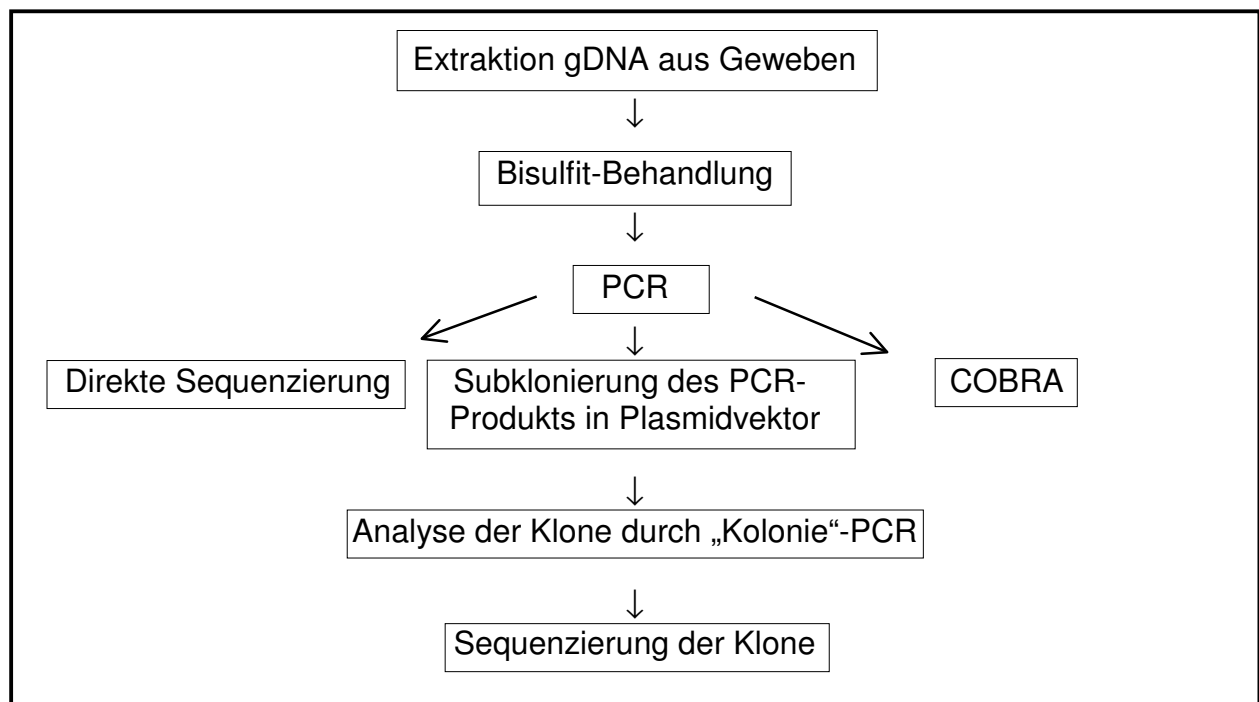 Extraktion gDNA aus Geweben
↓
Bisulfit-Behandlung
↓
PCR
↓
Direkte Sequenzierung
Subklonierung des PCR-
Produkts in Plasmidvektor
COBRA
↓
Analyse der Klone durch „Kolonie“-PCR
↓
Sequenzierung der Klone